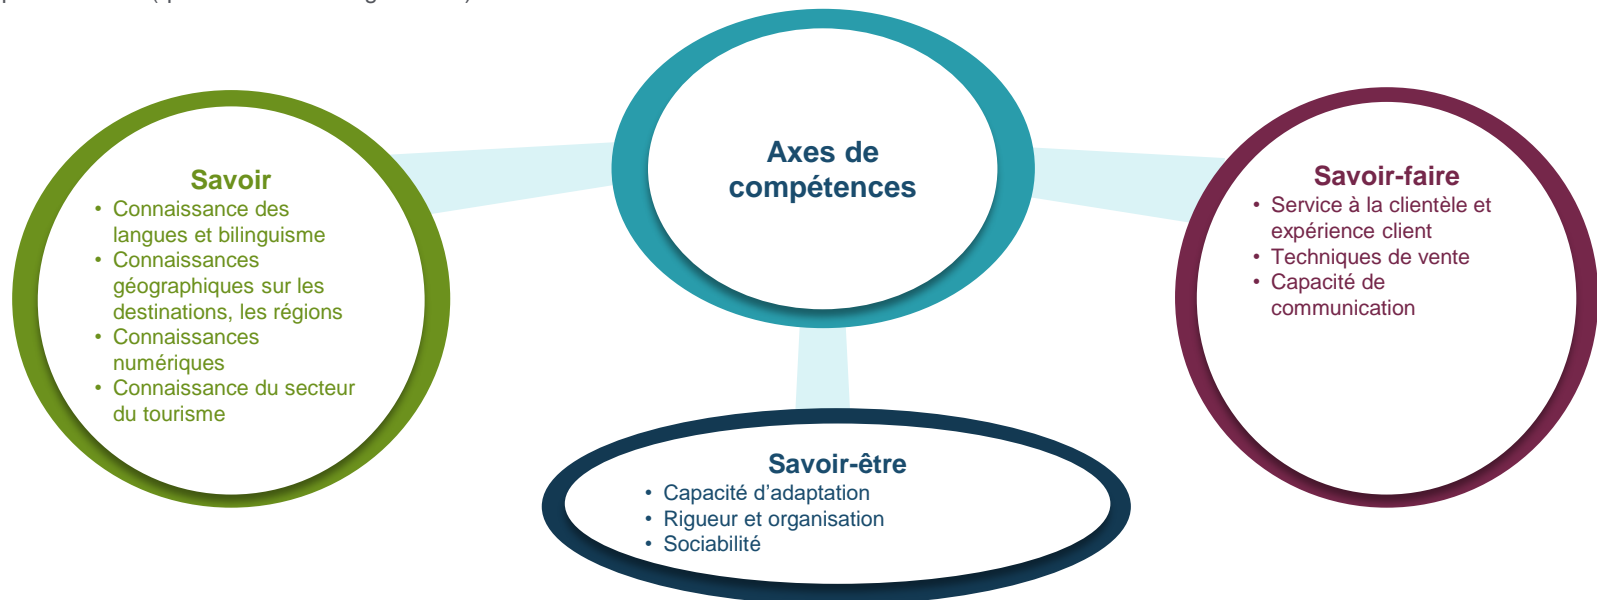 Axes de
compétences
Savoir
• Connaissance des
langues et bilinguisme
• Connaissances
géographiques sur les
destinations, les régions
• Connaissances
numériques
• Connaissance du secteur
du tourisme
Savoir-faire
• Service à la clientèle et
expérience client
• Techniques de vente
• Capacité de
communication
Savoir-être
• Capacité d’adaptation
• Rigueur et organisation
• Sociabilité